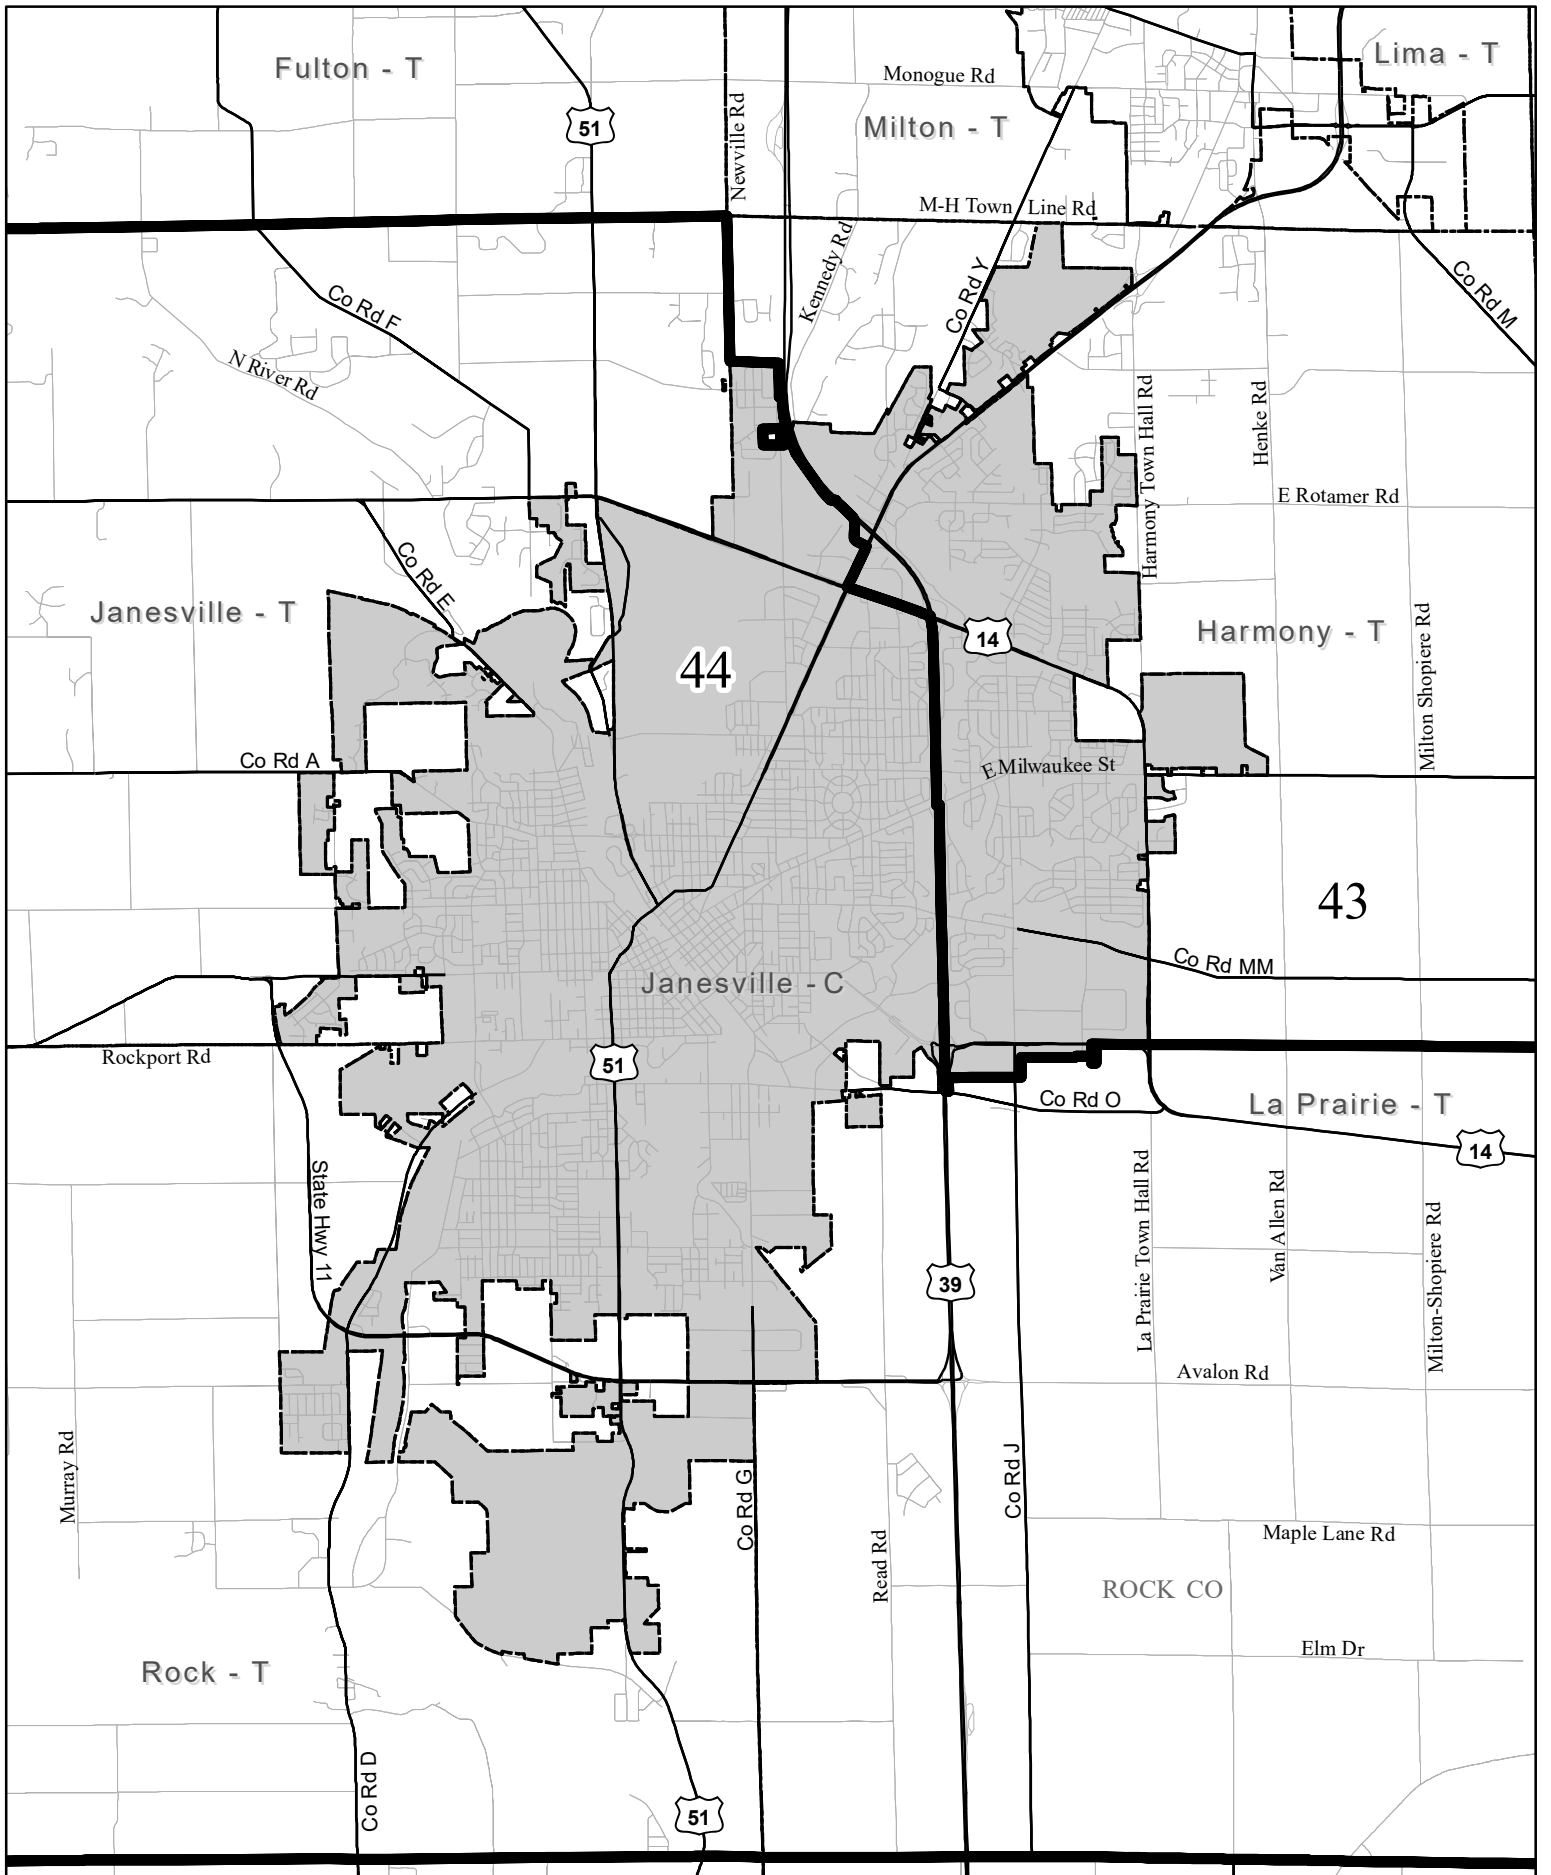 Fulton - T
Lima - T
Monogue Rd
51
Milton - T
Newville Rd
M-H Town Line Rd
Kennedy Rd
Co Rd Y
Co Rd M
Co Rd F
N River Rd
Harmony Town Hall Rd
Henke Rd
E Rotamer Rd
Co Rd E
Janesville - T
14
Harmony - T
44
Milton Shopiere Rd
Co Rd A
E Milwaukee St
43
Co Rd MM
Janesville - C
Rockport Rd
51
Co Rd O
La Prairie - T
14
State Hwy 11
La Prairie Town Hall Rd
Van Allen Rd
Milton-Shopiere Rd
39
Avalon Rd
Murray Rd
Co Rd G
Co Rd J
Read Rd
Maple Lane Rd
ROCK CO
Elm Dr
Rock - T
Co Rd D
51